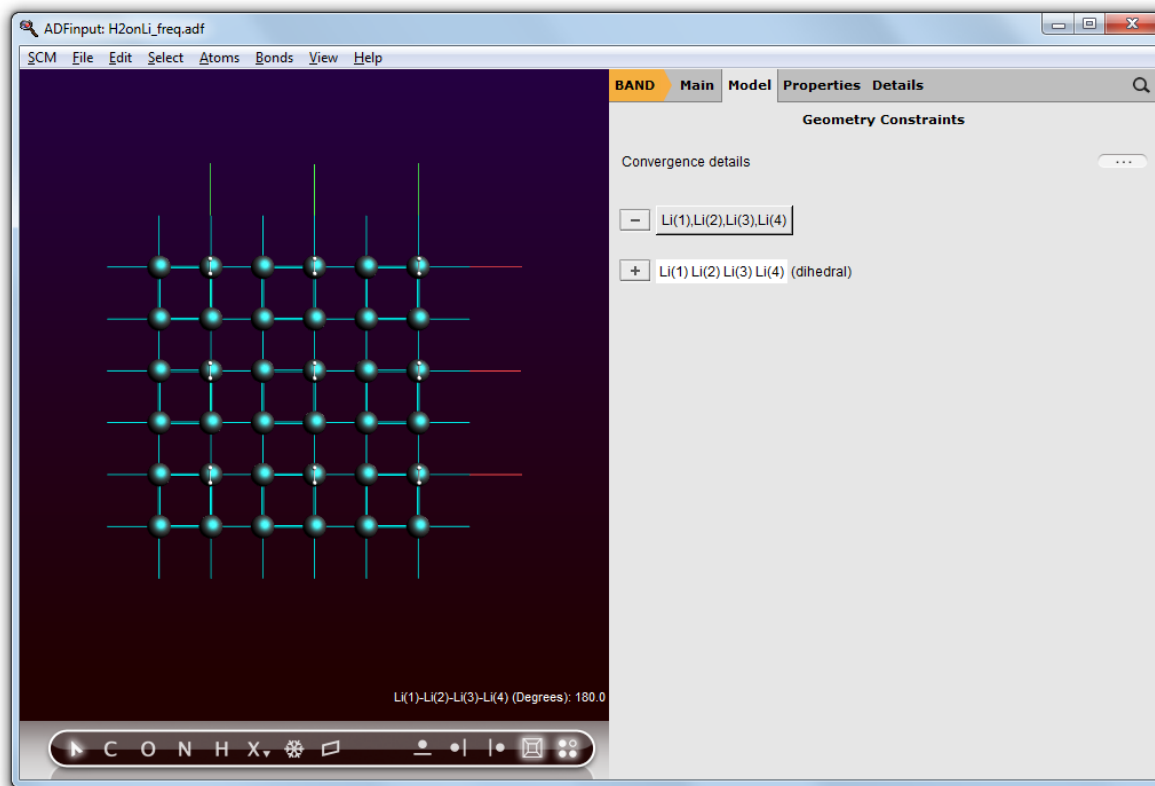 ADFinput: H2onLi_freq.adf
SCM File Edit Select Atoms Bonds View Help
BAND Main Model Properties Details
Geometry Constraints
Convergence details ...
− Li(1),Li(2),Li(3),Li(4)
+ Li(1) Li(2) Li(3) Li(4) (dihedral)
Li(1)-Li(2)-Li(3)-Li(4) (Degrees): 180.0
C O N H X